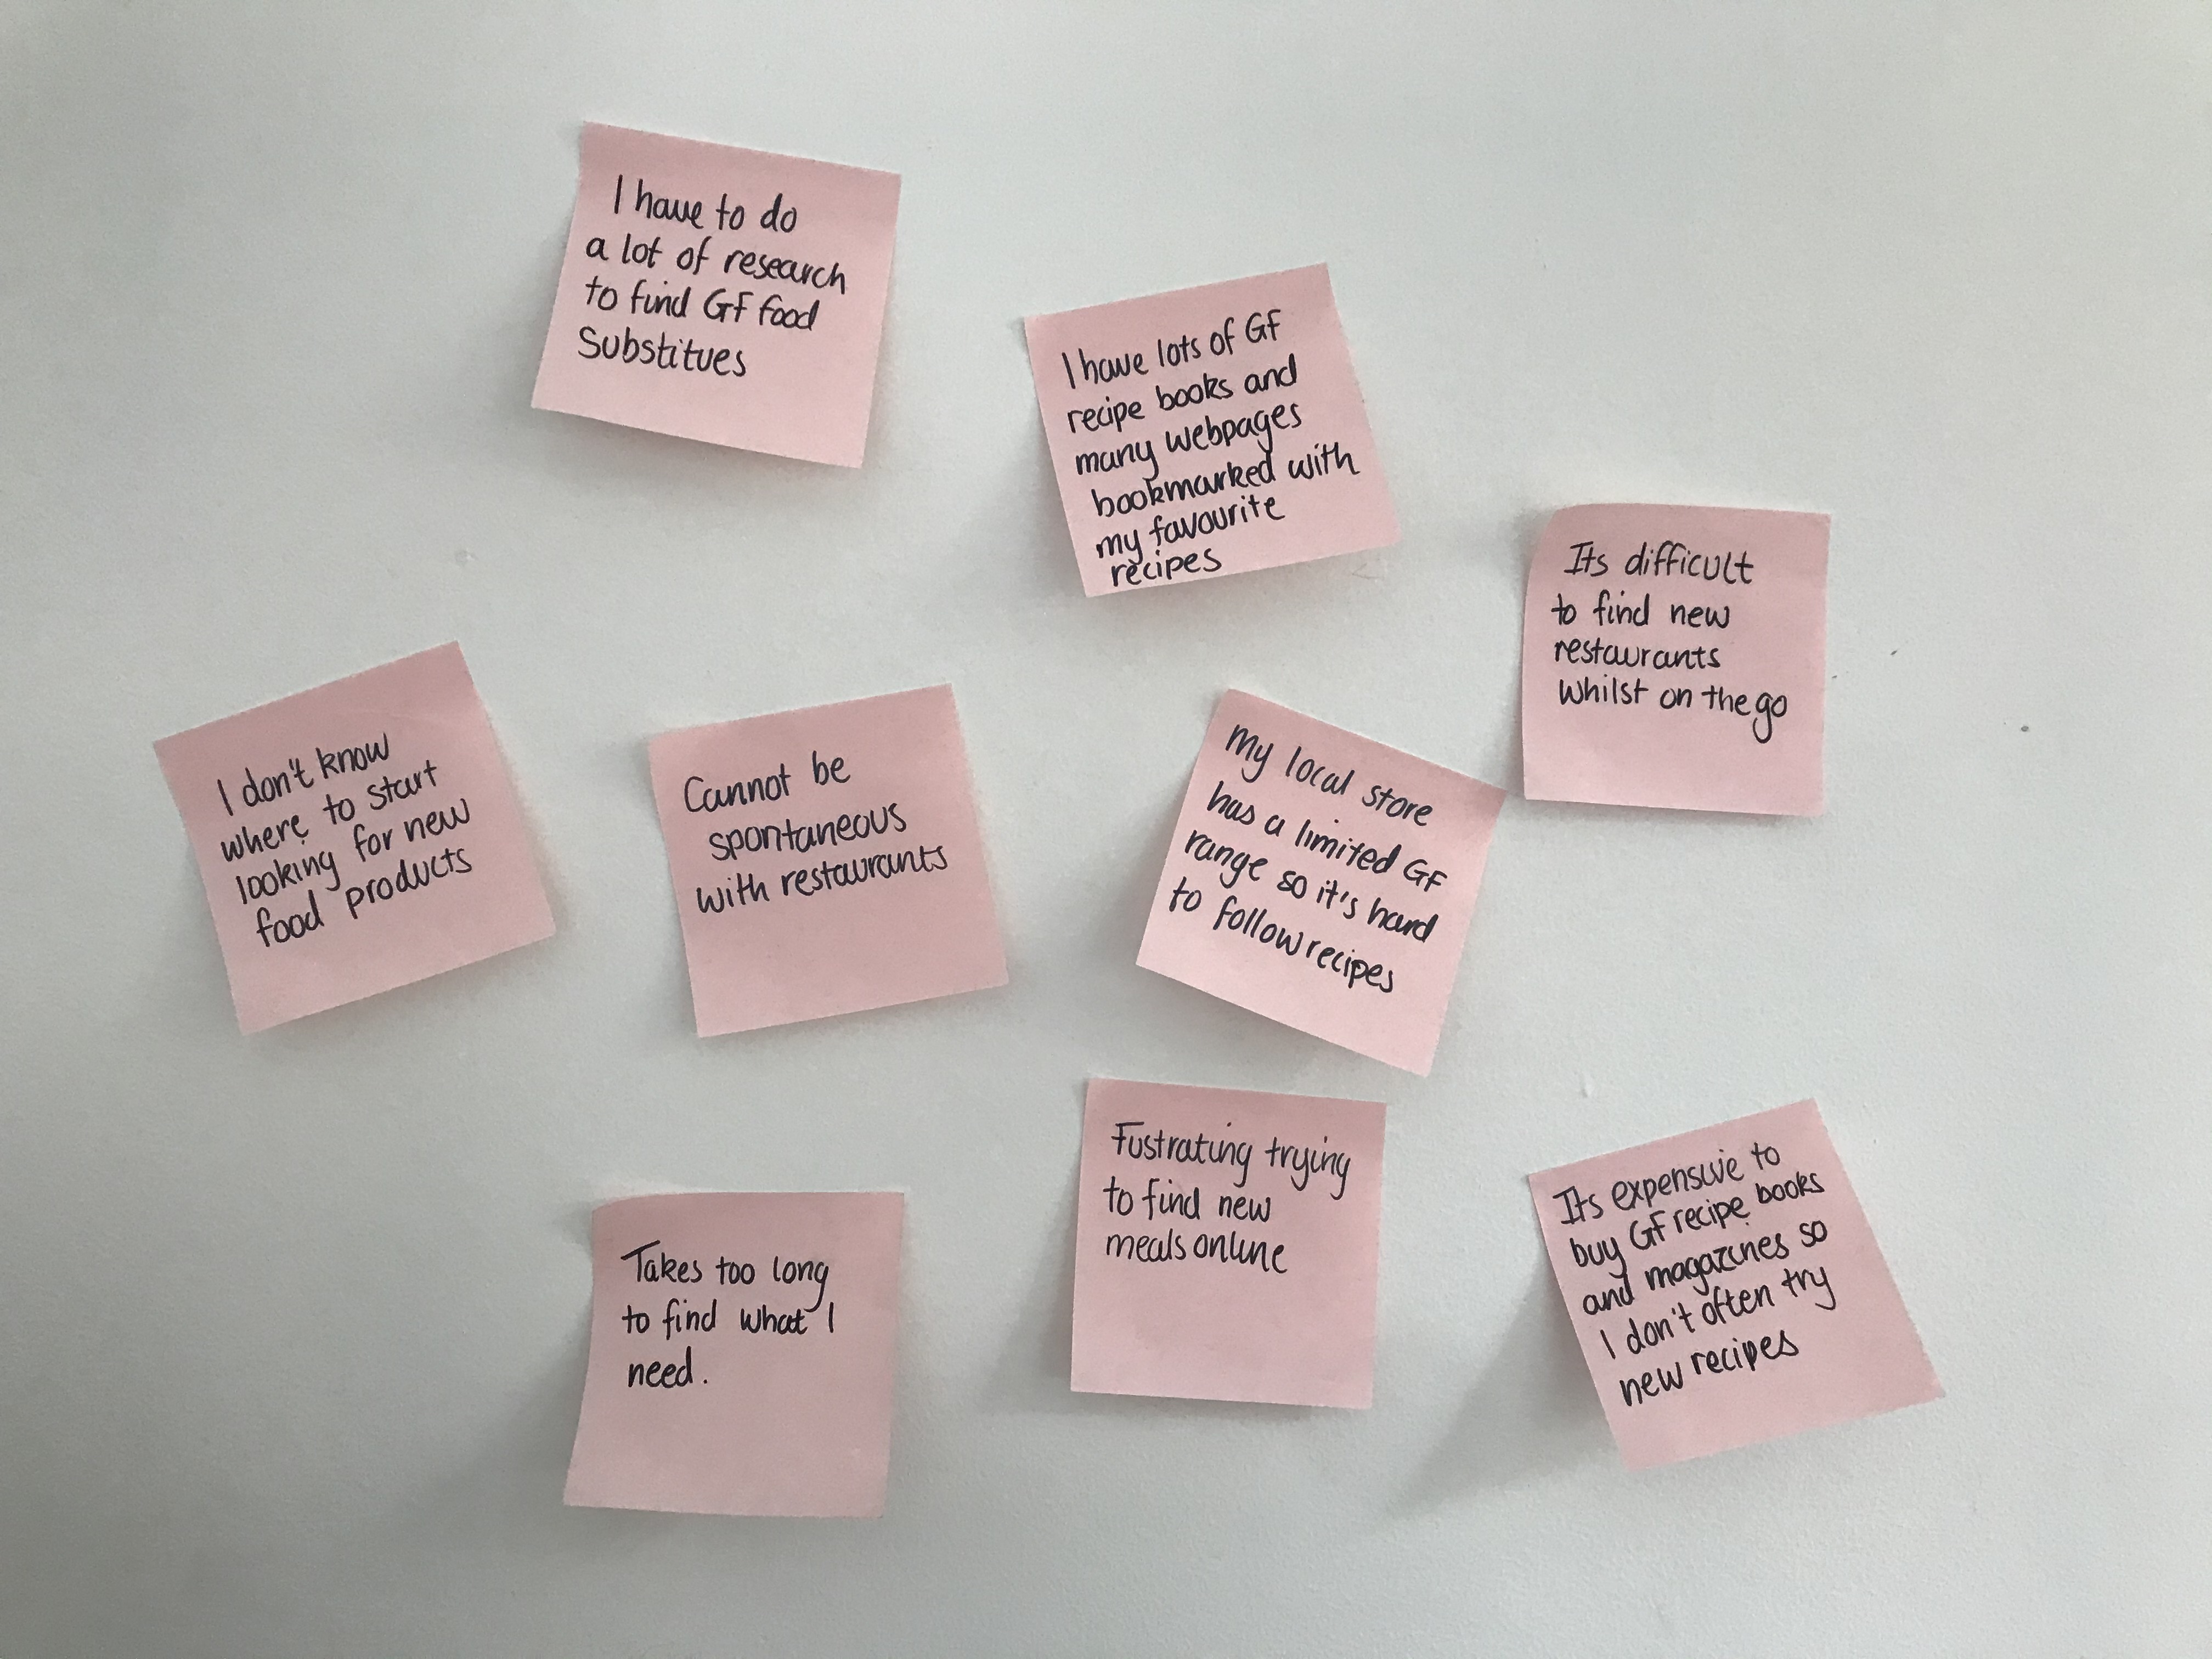 I have to do
a lot of research
to find GF food
Substitues
I have lots of GF
recipe books and
many webpages
bookmarked with
my favourite
recipes
Its difficult
to find new
restaurants
whilst on the go
I don't know
where to start
looking for new
food products
Cannot be
spontaneous
with restaurants
My local store
has a limited GF
range so it's hard
to follow recipes
Takes too long
to find what I
need.
Fustrating trying
to find new
meals online
Its expensive to
buy GF recipe books
and magazines so
I don't often try
new recipes